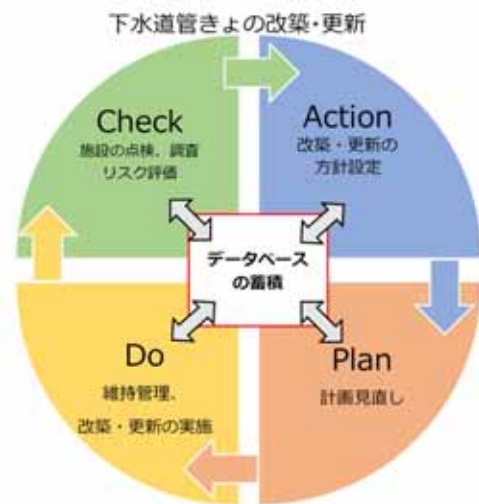 下水道管きょの改築・更新
Check
施設の点検、調査
リスク評価
Action
改築・更新の
方針設定
データベース
の蓄積
Do
維持管理、
改築・更新の実施
Plan
計画見直し